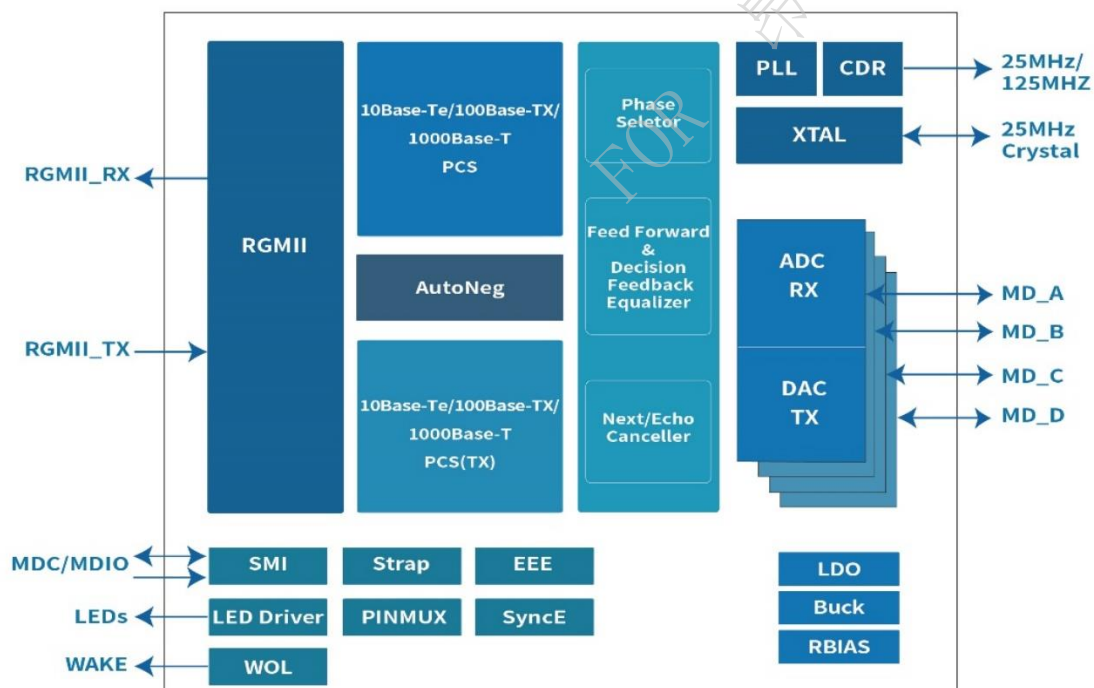 PLL
CDR
25MHz/
125MHZ
XTAL
25MHz
Crystal
RGMII_RX
RGMII_TX
RGMII
10Base-Te/100Base-TX/
1000Base-T
PCS
AutoNeg
10Base-Te/100Base-TX/
1000Base-T
PCS(TX)
Phase
Seletor
Feed Forward
&
Decision
Feedback
Equalizer
Next/Echo
Canceller
FOR
ADC
RX
DAC
TX
MD_A
MD_B
MD_C
MD_D
MDC/MDIO
SMI
Strap
EEE
LEDs
LED Driver
PINMUX
SyncE
WAKE
WOL
LDO
Buck
RBIAS